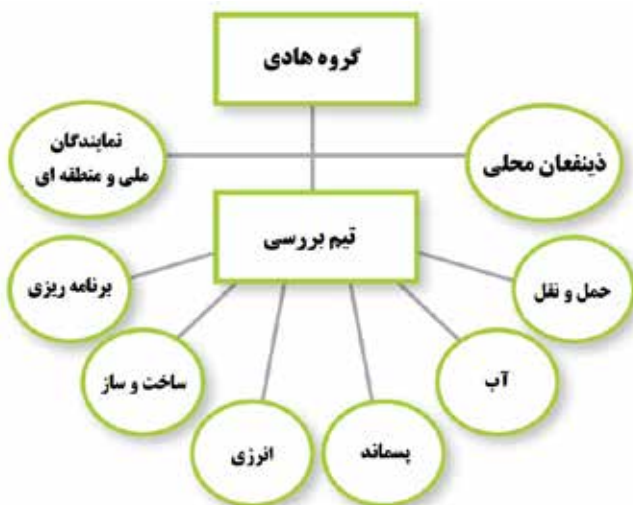 گروه هادی
ذینفعان محلی
نمایندگان
ملی و منطقه ای
تیم بررسی
حمل و نقل
برنامه ریزی
آب
ساخت و ساز
پسماند
انرژی